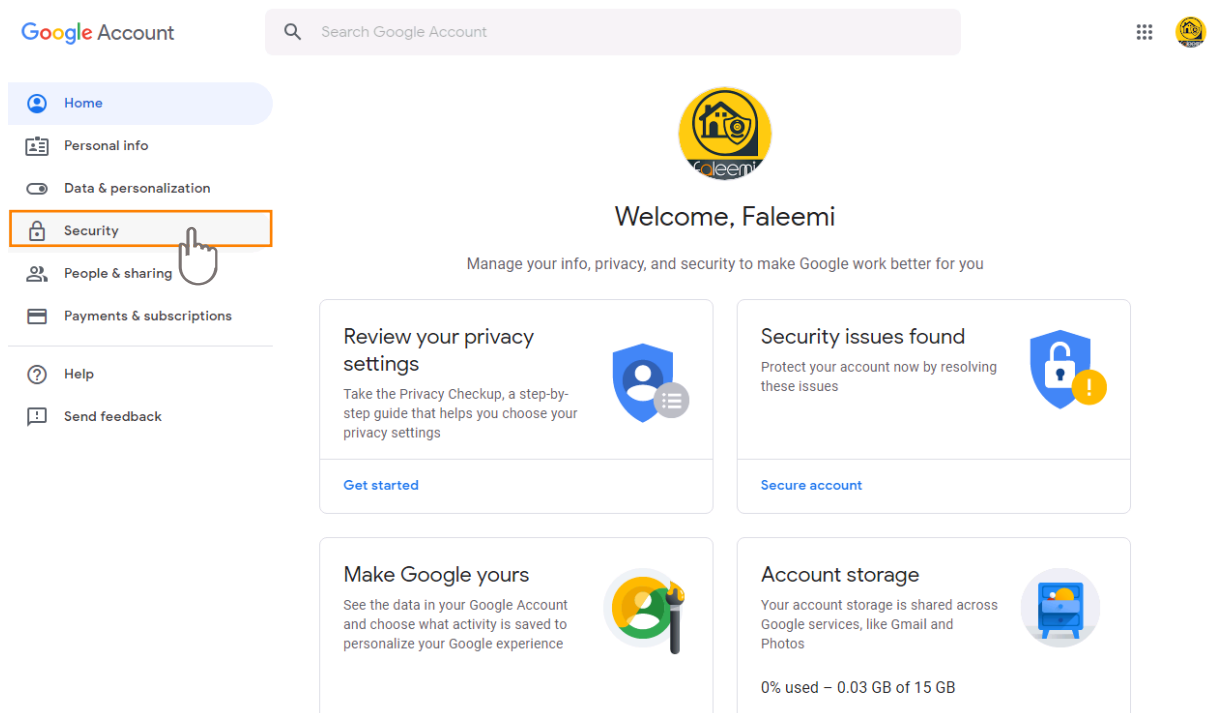 Google Account
Search Google Account
Home
Personal info
Data & personalization
Security
People & sharing
Payments & subscriptions
Help
Send feedback
faleemi
Welcome, Faleemi
Manage your info, privacy, and security to make Google work better for you
Review your privacy
settings
Take the Privacy Checkup, a step-by-
step guide that helps you choose your
privacy settings
Get started
Security issues found
Protect your account now by resolving
these issues
Secure account
Make Google yours
See the data in your Google Account
and choose what activity is saved to
personalize your Google experience
Account storage
Your account storage is shared across
Google services, like Gmail and
Photos
0% used – 0.03 GB of 15 GB